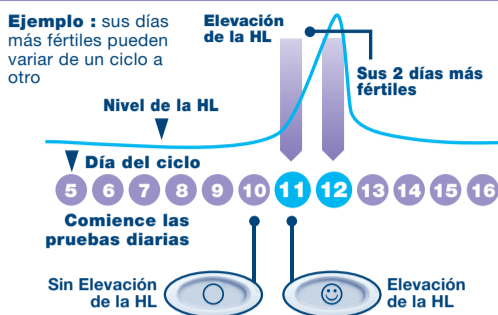 Ejemplo : sus días
más fértiles pueden
variar de un ciclo a
otro
Elevación
de la HL
Sus 2 días más
fértiles
Nivel de la HL
Día del ciclo
5 6 7 8 9 10 11 12 13 14 15 16
Comience las
pruebas diarias
Sin Elevación
de la HL
Elevación
de la HL